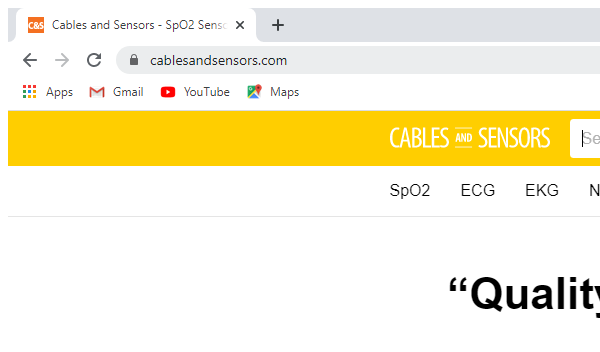 C&S Cables and Sensors - SpO2 Senso
cablesandsensors.com
Apps Gmail YouTube Maps
CABLES AND SENSORS Se
SpO2 ECG EKG N
“Quality